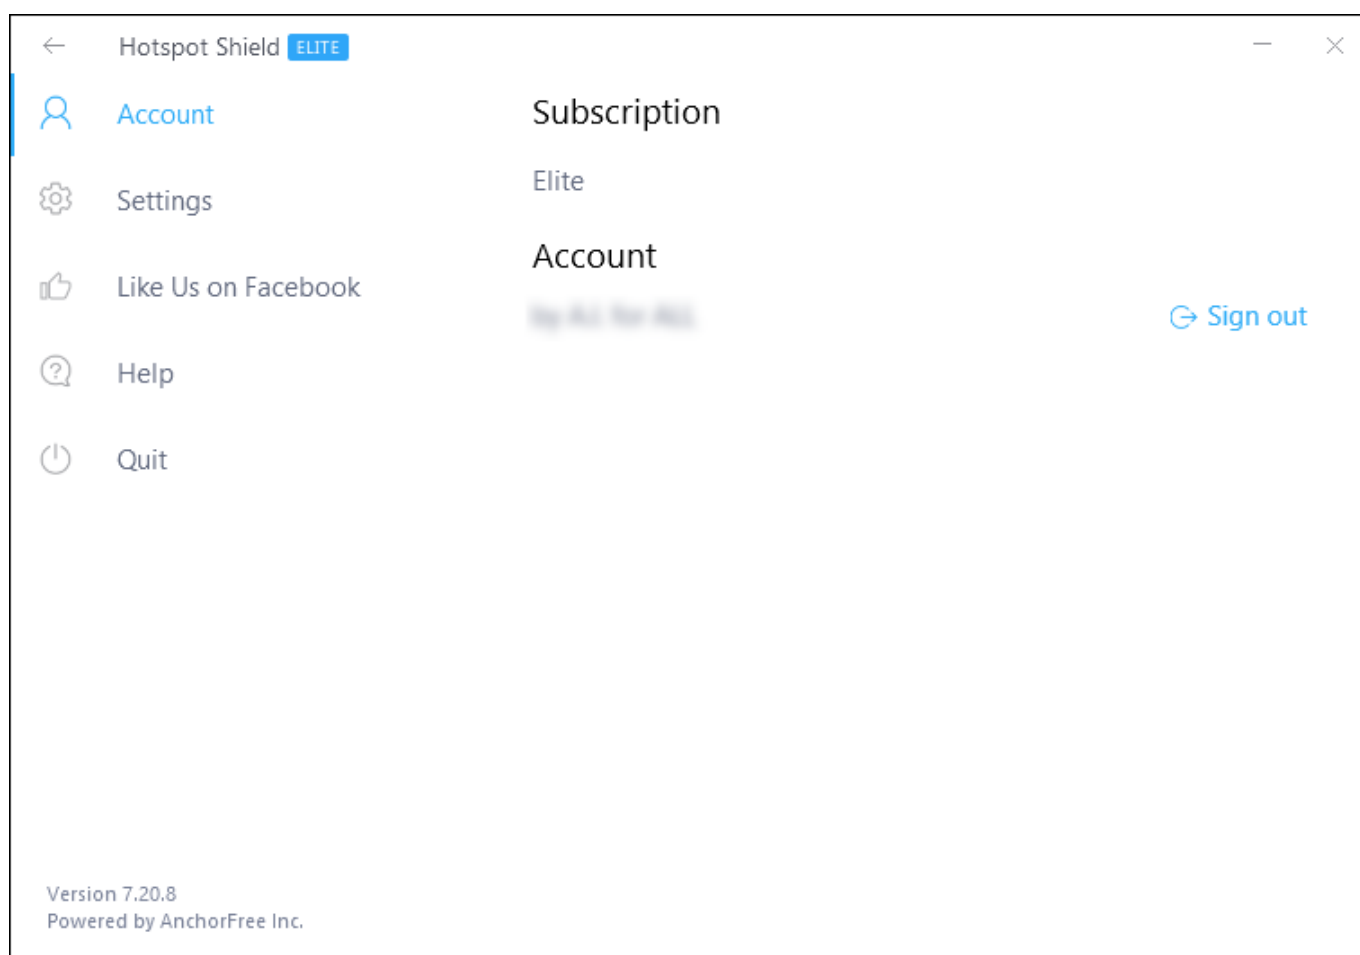 Hotspot Shield ELITE
Account
Settings
Like Us on Facebook
Help
Quit
Subscription
Elite
Account
Sign out
Version 7.20.8
Powered by AnchorFree Inc.